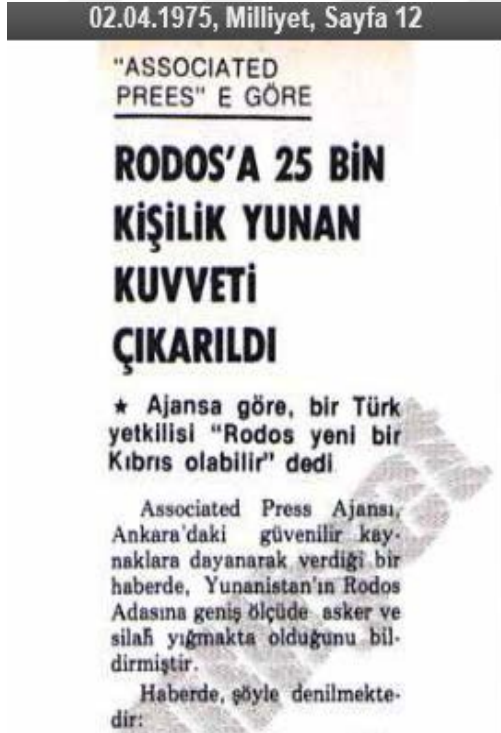 02.04.1975, Milliyet, Sayfa 12
"ASSOCIATED
PREES" E GÖRE
RODOS'A 25 BİN
KİŞİLİK YUNAN
KUVVETİ
ÇIKARILDI
★ Ajansa göre, bir Türk
yetkilisi "Rodos yeni bir
Kıbrıs olabilir" dedi
Associated Press Ajansı,
Ankara'daki güvenilir kay-
naklara dayanarak verdiği bir
haberde, Yunanistan'ın Rodos
Adasına geniş ölçüde asker ve
silah yığmakta olduğunu bil-
dirmiştir.
Haberde, şöyle denilmekte-
dir: